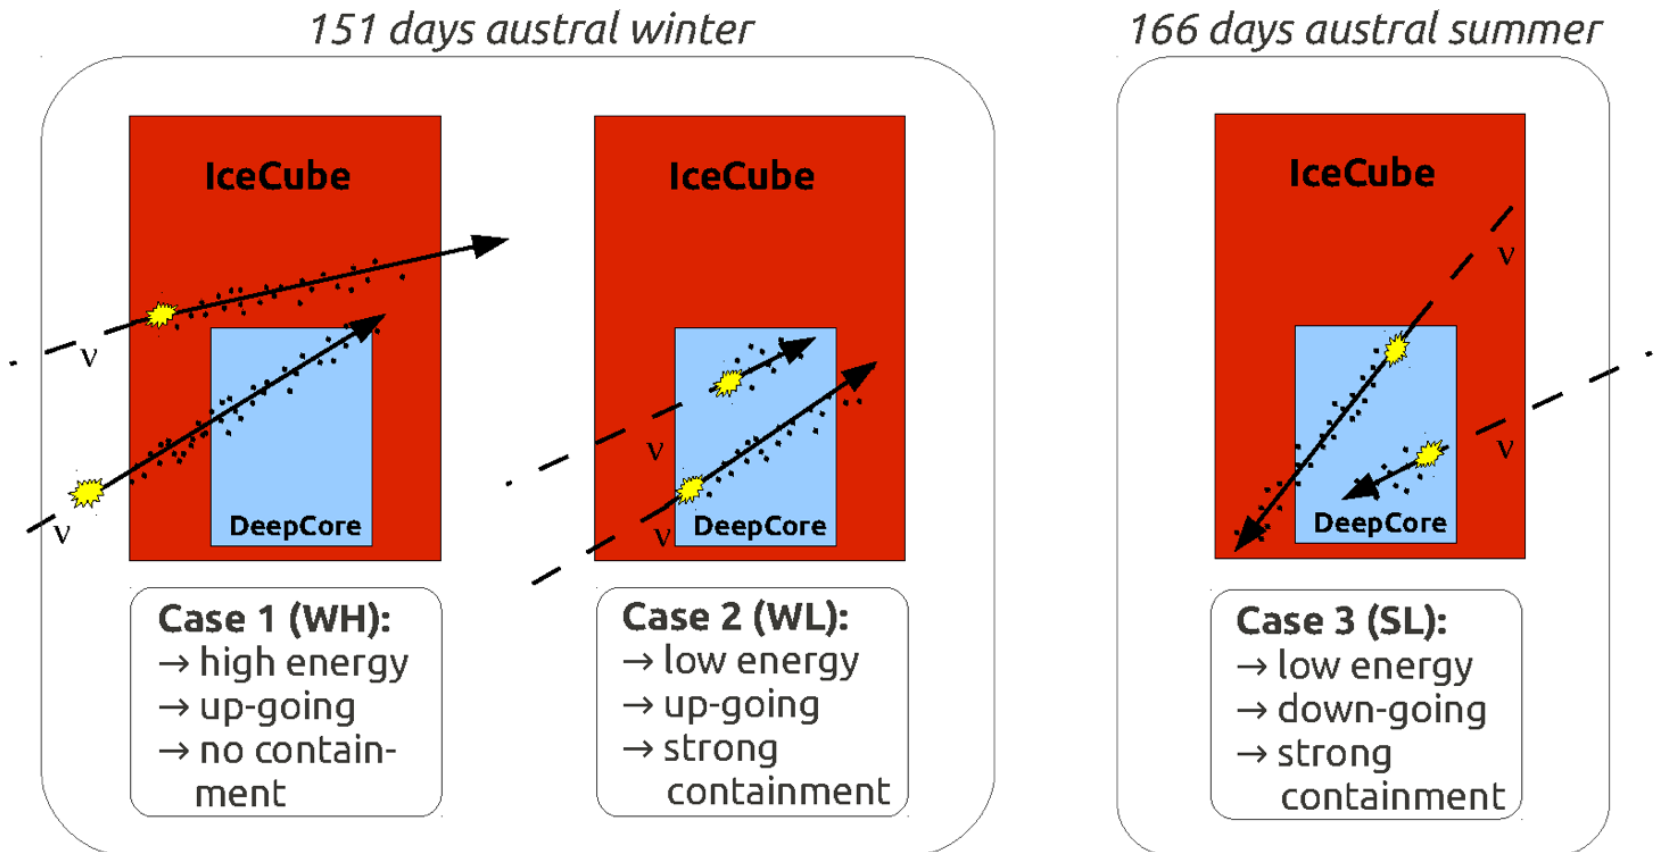 151 days austral winter
166 days austral summer
IceCube
ν
ν
DeepCore
IceCube
ν
ν
DeepCore
IceCube
ν
ν
DeepCore
Case 1 (WH):
→ high energy
→ up-going
→ no contain-
ment
Case 2 (WL):
→ low energy
→ up-going
→ strong
containment
Case 3 (SL):
→ low energy
→ down-going
→ strong
containment